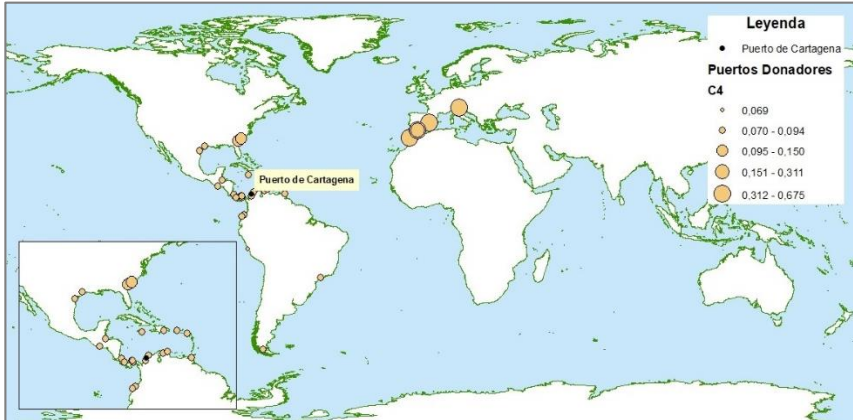 Leyenda
Puerto de Cartagena
Puertos Donadores
C4
0,069
0,070 - 0,094
0,095 - 0,150
0,151 - 0,311
0,312 - 0,675
Puerto de Cartagena